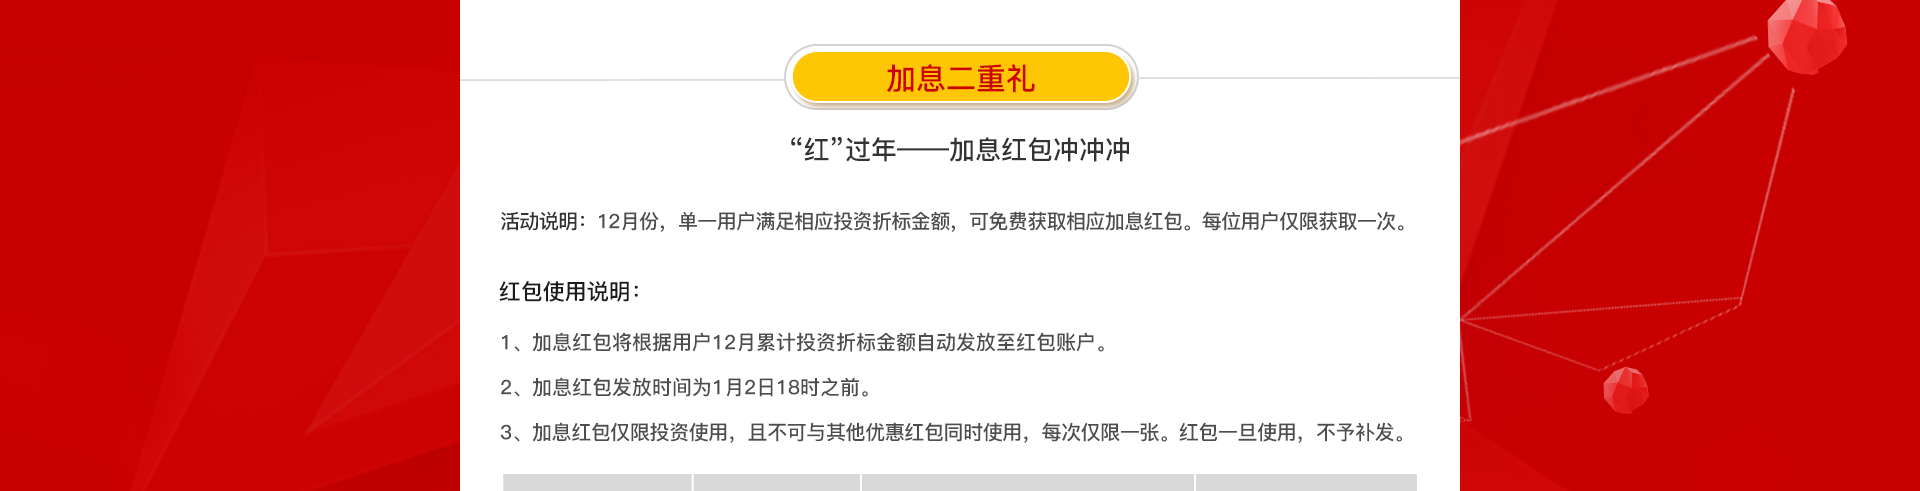 加息二重礼
“红”过年——加息红包冲冲冲
活动说明：12月份，单一用户满足相应投资折标金额，可免费获取相应加息红包。每位用户仅限获取一次。
红包使用说明：
1、加息红包将根据用户12月累计投资折标金额自动发放至红包账户。
2、加息红包发放时间为1月2日18时之前。
3、加息红包仅限投资使用，且不可与其他优惠红包同时使用，每次仅限一张。红包一旦使用，不予补发。